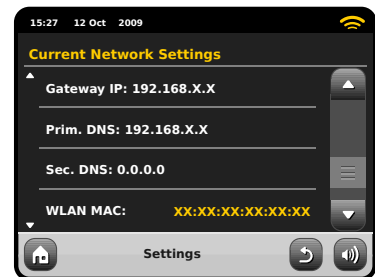 15:27 12 Oct 2009
Current Network Settings
Gateway IP: 192.168.X.X
Prim. DNS: 192.168.X.X
Sec. DNS: 0.0.0.0
WLAN MAC: XX:XX:XX:XX:XX:XX
Settings